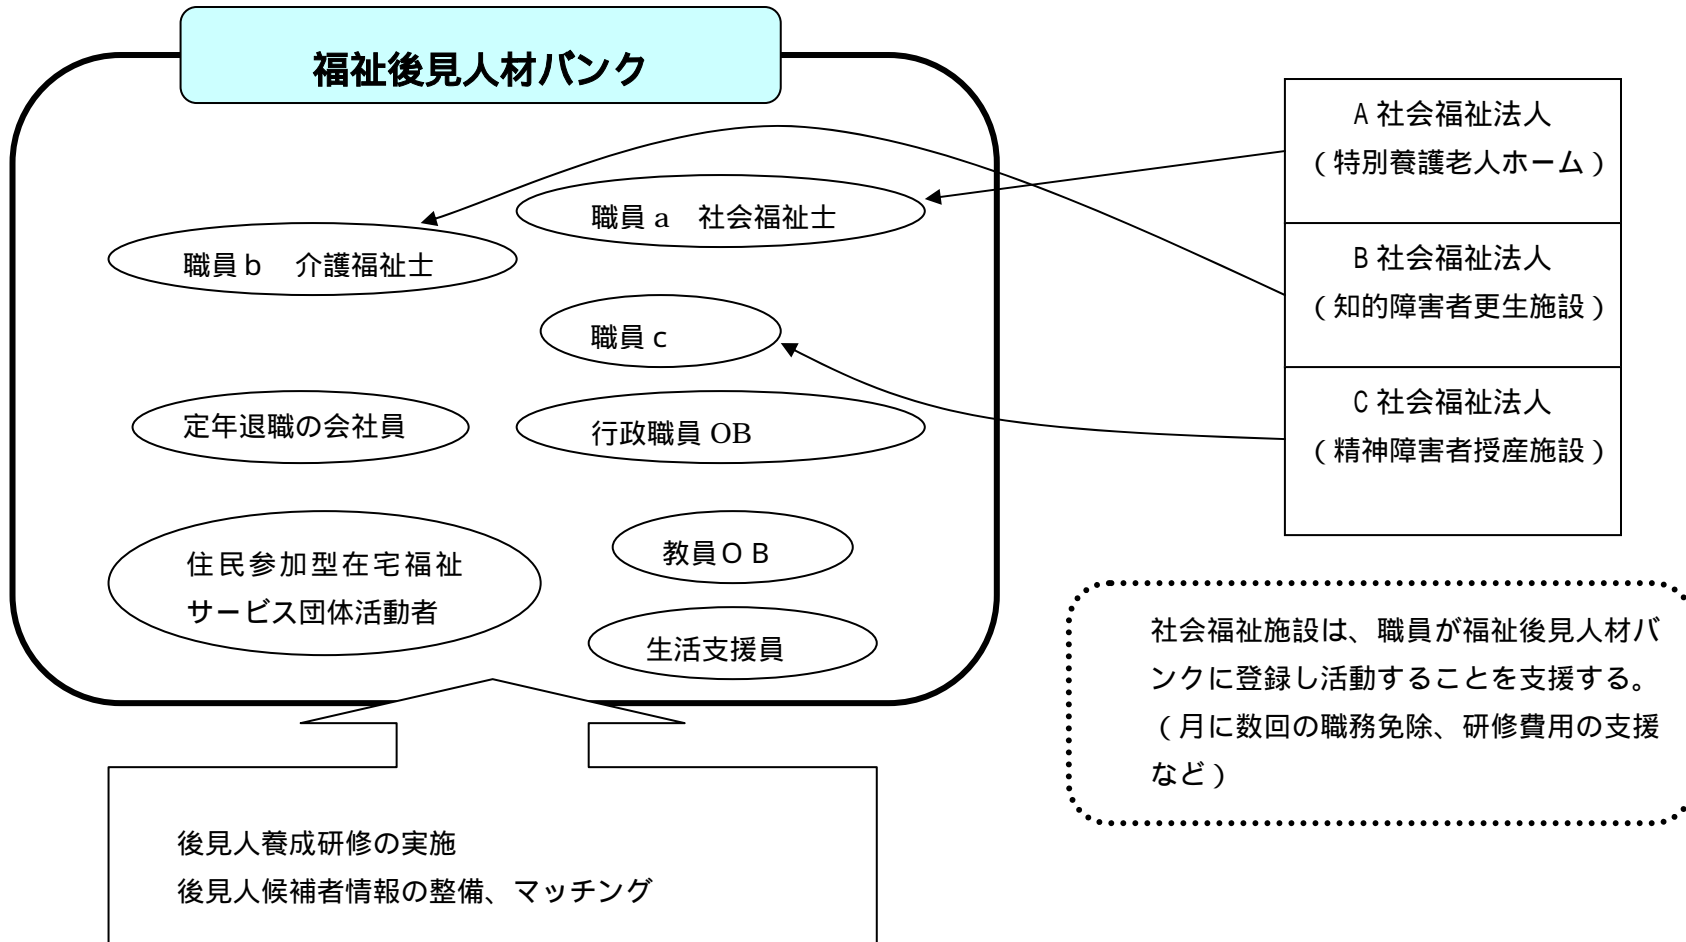 福祉後見人材バンク
職員a　社会福祉士
職員b　介護福祉士
職員c
定年退職の会社員
行政職員OB
住民参加型在宅福祉
サービス団体活動者
教員OB
生活支援員
後見人養成研修の実施
後見人候補者情報の整備、マッチング
A社会福祉法人
（特別養護老人ホーム）
B社会福祉法人
（知的障害者更生施設）
C社会福祉法人
（精神障害者授産施設）
社会福祉施設は、職員が福祉後見人材バ
ンクに登録し活動することを支援する。
（月に数回の職務免除、研修費用の支援
など）